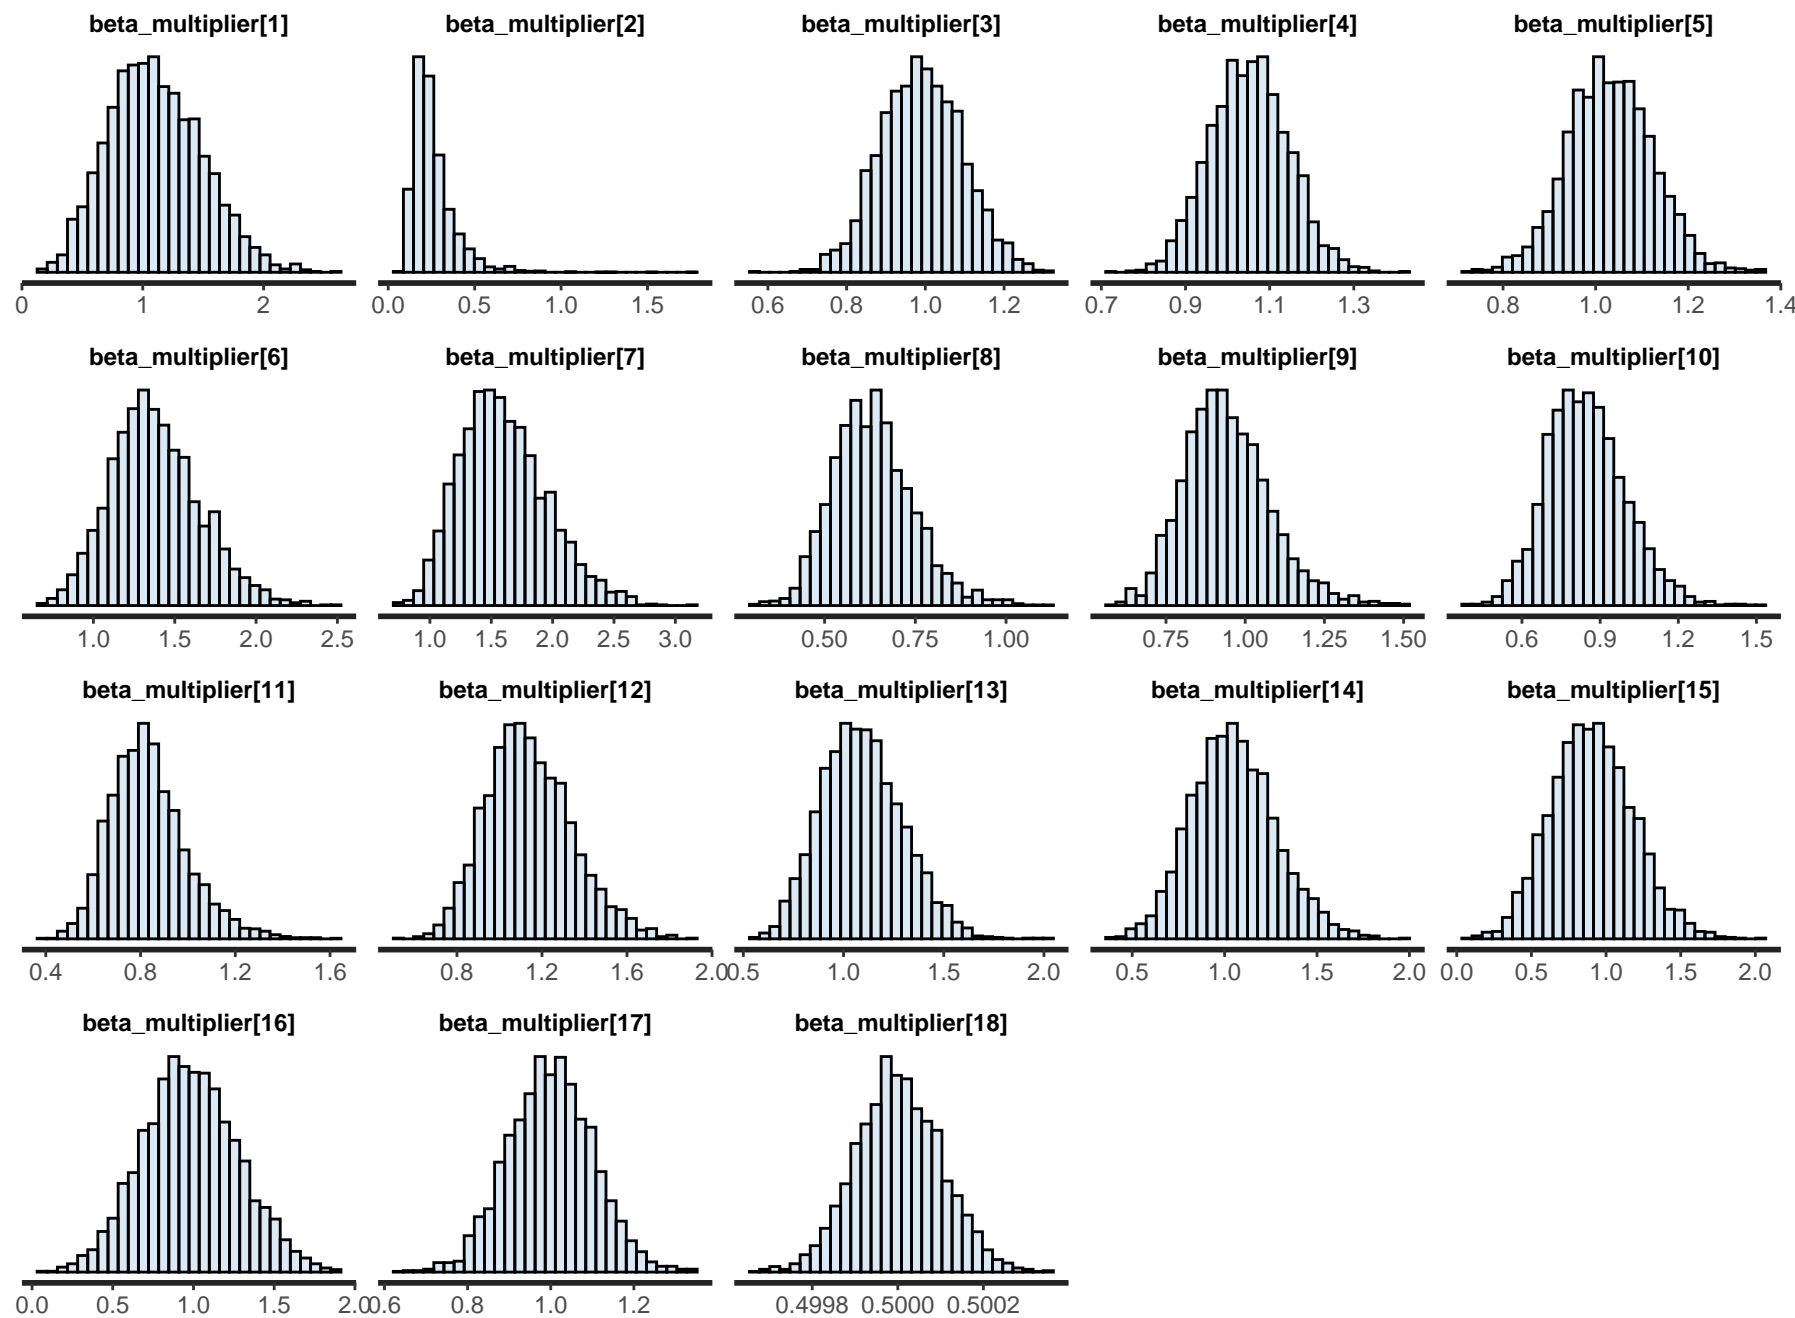 beta_multiplier[1] beta_multiplier[2] beta_multiplier[3] beta_multiplier[4] beta_multiplier[5]
0 1 2 0.0 0.5 1.0 1.5 0.6 0.8 1.0 1.2 0.7 0.9 1.1 1.3 0.8 1.0 1.2 1.4
beta_multiplier[6] beta_multiplier[7] beta_multiplier[8] beta_multiplier[9] beta_multiplier[10]
1.0 1.5 2.0 2.5 1.0 1.5 2.0 2.5 3.0 0.50 0.75 1.00 0.75 1.00 1.25 1.50 0.6 0.9 1.2 1.5
beta_multiplier[11] beta_multiplier[12] beta_multiplier[13] beta_multiplier[14] beta_multiplier[15]
0.4 0.8 1.2 1.6 0.8 1.2 1.6 2.0 0.5 1.0 1.5 2.0 0.5 1.0 1.5 2.0 0.0 0.5 1.0 1.5 2.0
beta_multiplier[16] beta_multiplier[17] beta_multiplier[18]
0.0 0.5 1.0 1.5 2.0 0.6 0.8 1.0 1.2 0.4998 0.5000 0.5002